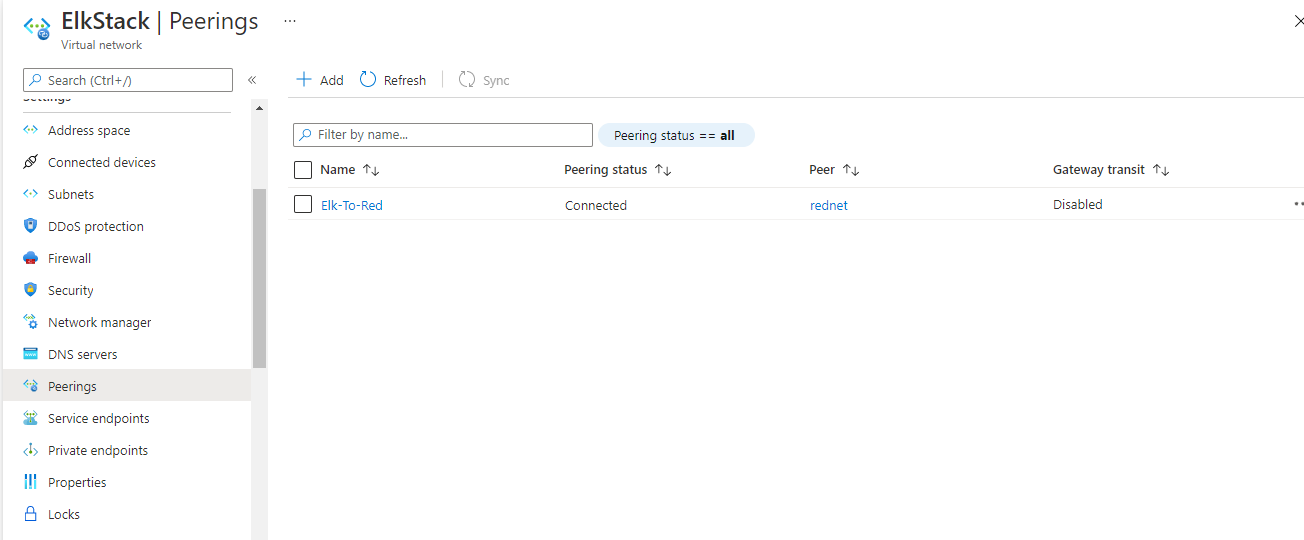 ElkStack | Peerings ...
Virtual network
Search (Ctrl+/) «
Add Refresh Sync
Settings
Address space
Connected devices
Subnets
DDoS protection
Firewall
Security
Network manager
DNS servers
Peerings
Service endpoints
Private endpoints
Properties
Locks
Filter by name... Peering status == all
Name Peering status Peer Gateway transit
Elk-To-Red Connected rednet Disabled